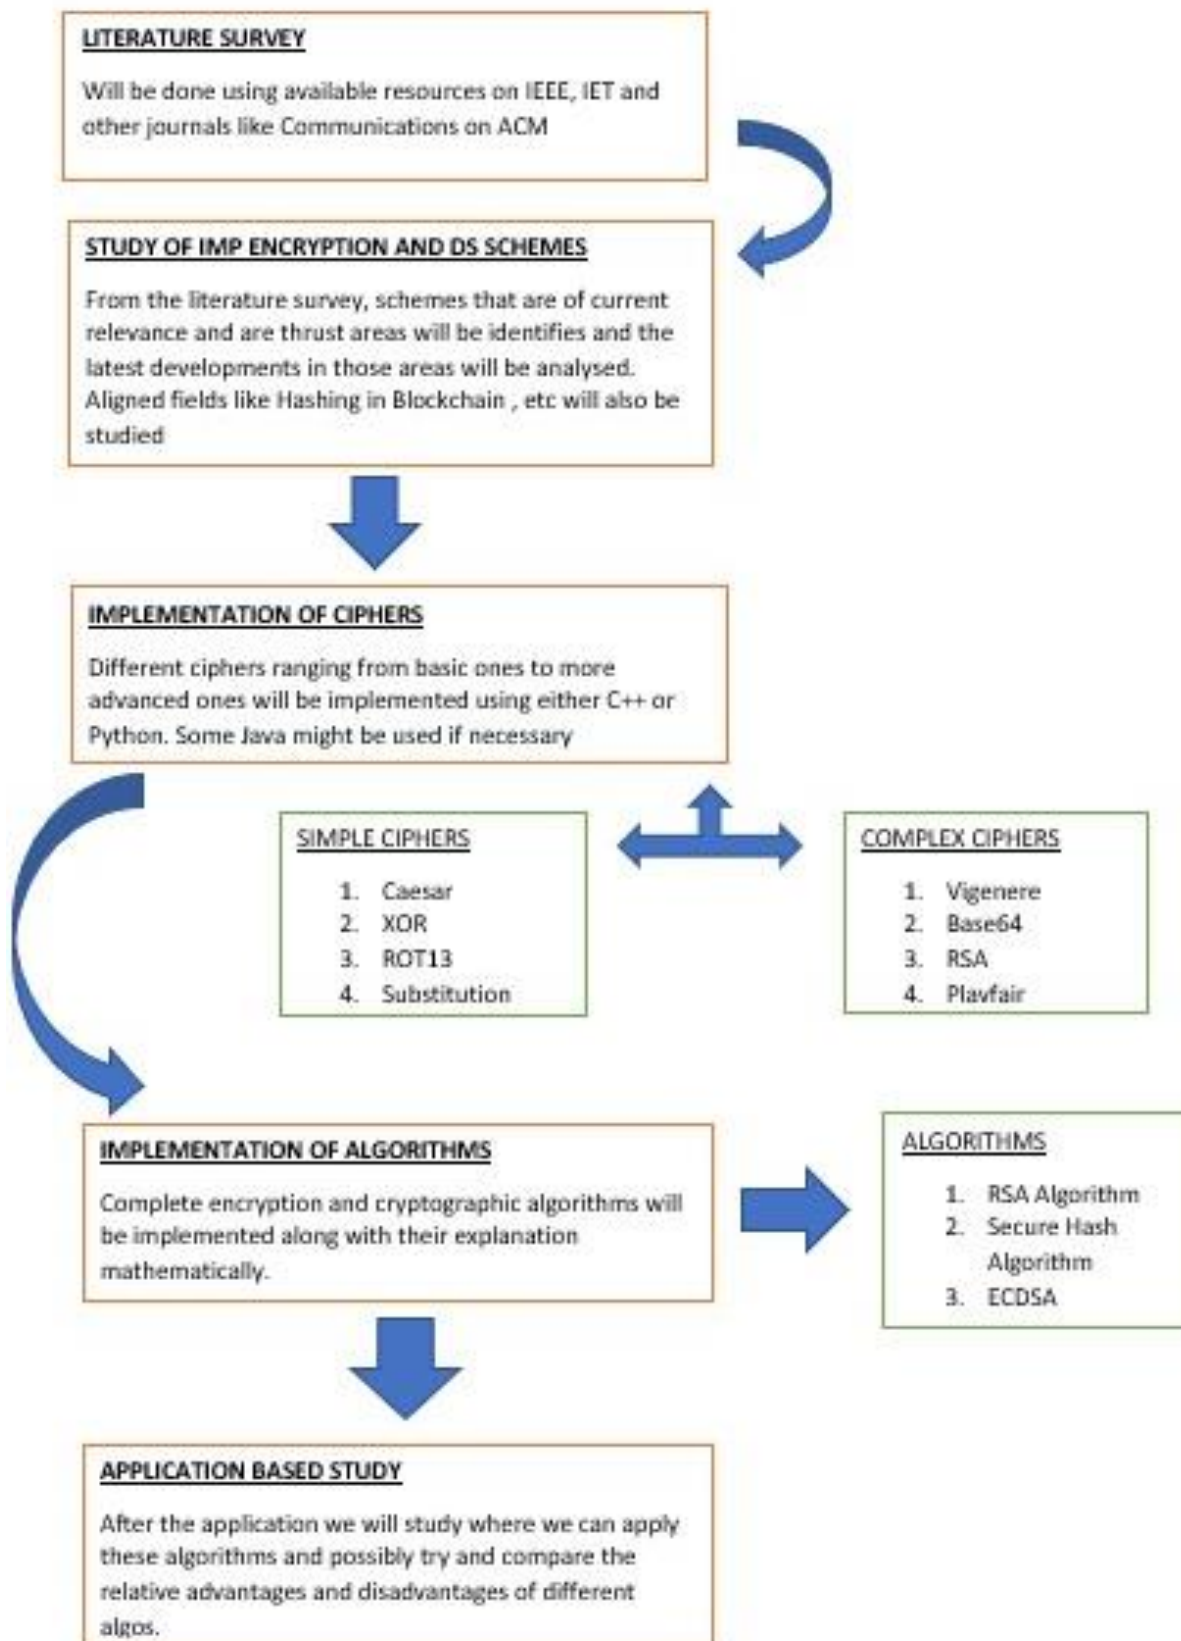 LITERATURE SURVEY
Will be done using available resources on IEEE, IET and
other journals like Communications on ACM
STUDY OF IMP ENCRYPTION AND DS SCHEMES
From the literature survey, schemes that are of current
relevance and are thrust areas will be identifies and the
latest developments in those areas will be analysed.
Aligned fields like Hashing in Blockchain , etc will also be
studied
IMPLEMENTATION OF CIPHERS
Different ciphers ranging from basic ones to more
advanced ones will be implemented using either C++ or
Python. Some Java might be used if necessary
SIMPLE CIPHERS
1. Caesar
2. XOR
3. ROT13
4. Substitution
COMPLEX CIPHERS
1. Vigenere
2. Base64
3. RSA
4. Playfair
IMPLEMENTATION OF ALGORITHMS
Complete encryption and cryptographic algorithms will
be implemented along with their explanation
mathematically.
ALGORITHMS
1. RSA Algorithm
2. Secure Hash
Algorithm
3. ECDSA
APPLICATION BASED STUDY
After the application we will study where we can apply
these algorithms and possibly try and compare the
relative advantages and disadvantages of different
algos.